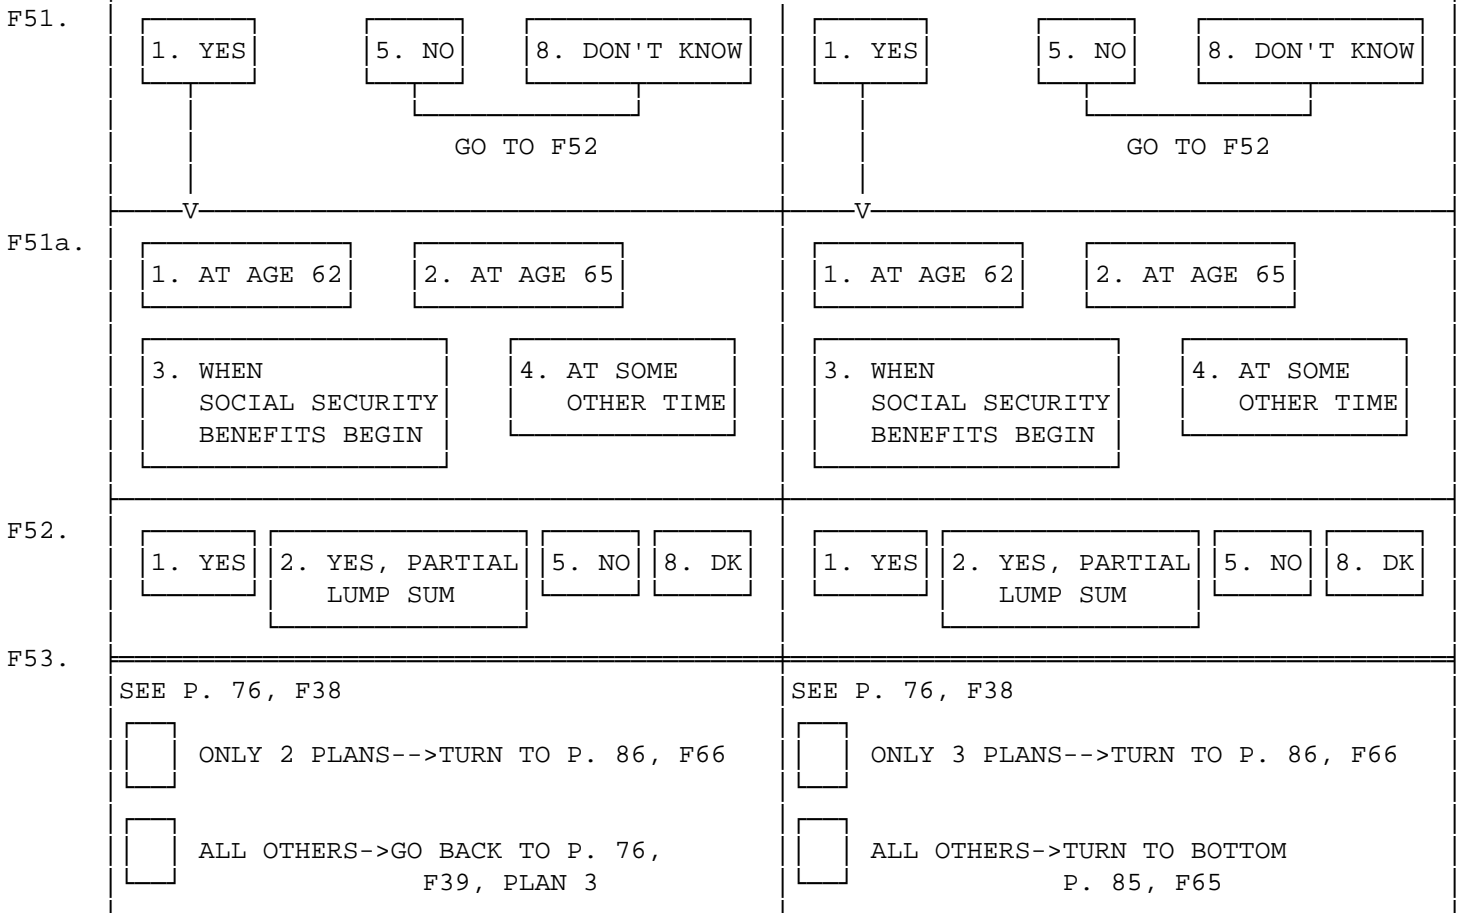 F51.
1. YES 5. NO 8. DON'T KNOW 1. YES 5. NO 8. DON'T KNOW
GO TO F52 GO TO F52
V V
F51a.
1. AT AGE 62 2. AT AGE 65 1. AT AGE 62 2. AT AGE 65
3. WHEN 4. AT SOME 3. WHEN 4. AT SOME
SOCIAL SECURITY OTHER TIME SOCIAL SECURITY OTHER TIME
BENEFITS BEGIN BENEFITS BEGIN
F52.
1. YES 2. YES, PARTIAL 5. NO 8. DK 1. YES 2. YES, PARTIAL 5. NO 8. DK
LUMP SUM LUMP SUM
F53.
SEE P. 76, F38 SEE P. 76, F38
ONLY 2 PLANS-->TURN TO P. 86, F66 ONLY 3 PLANS-->TURN TO P. 86, F66
ALL OTHERS->GO BACK TO P. 76, ALL OTHERS->TURN TO BOTTOM
F39, PLAN 3 P. 85, F65